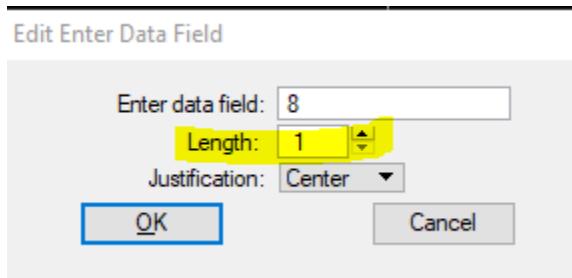 Edit Enter Data Field
Enter data field: 8
Length: 1
Justification: Center
OK Cancel